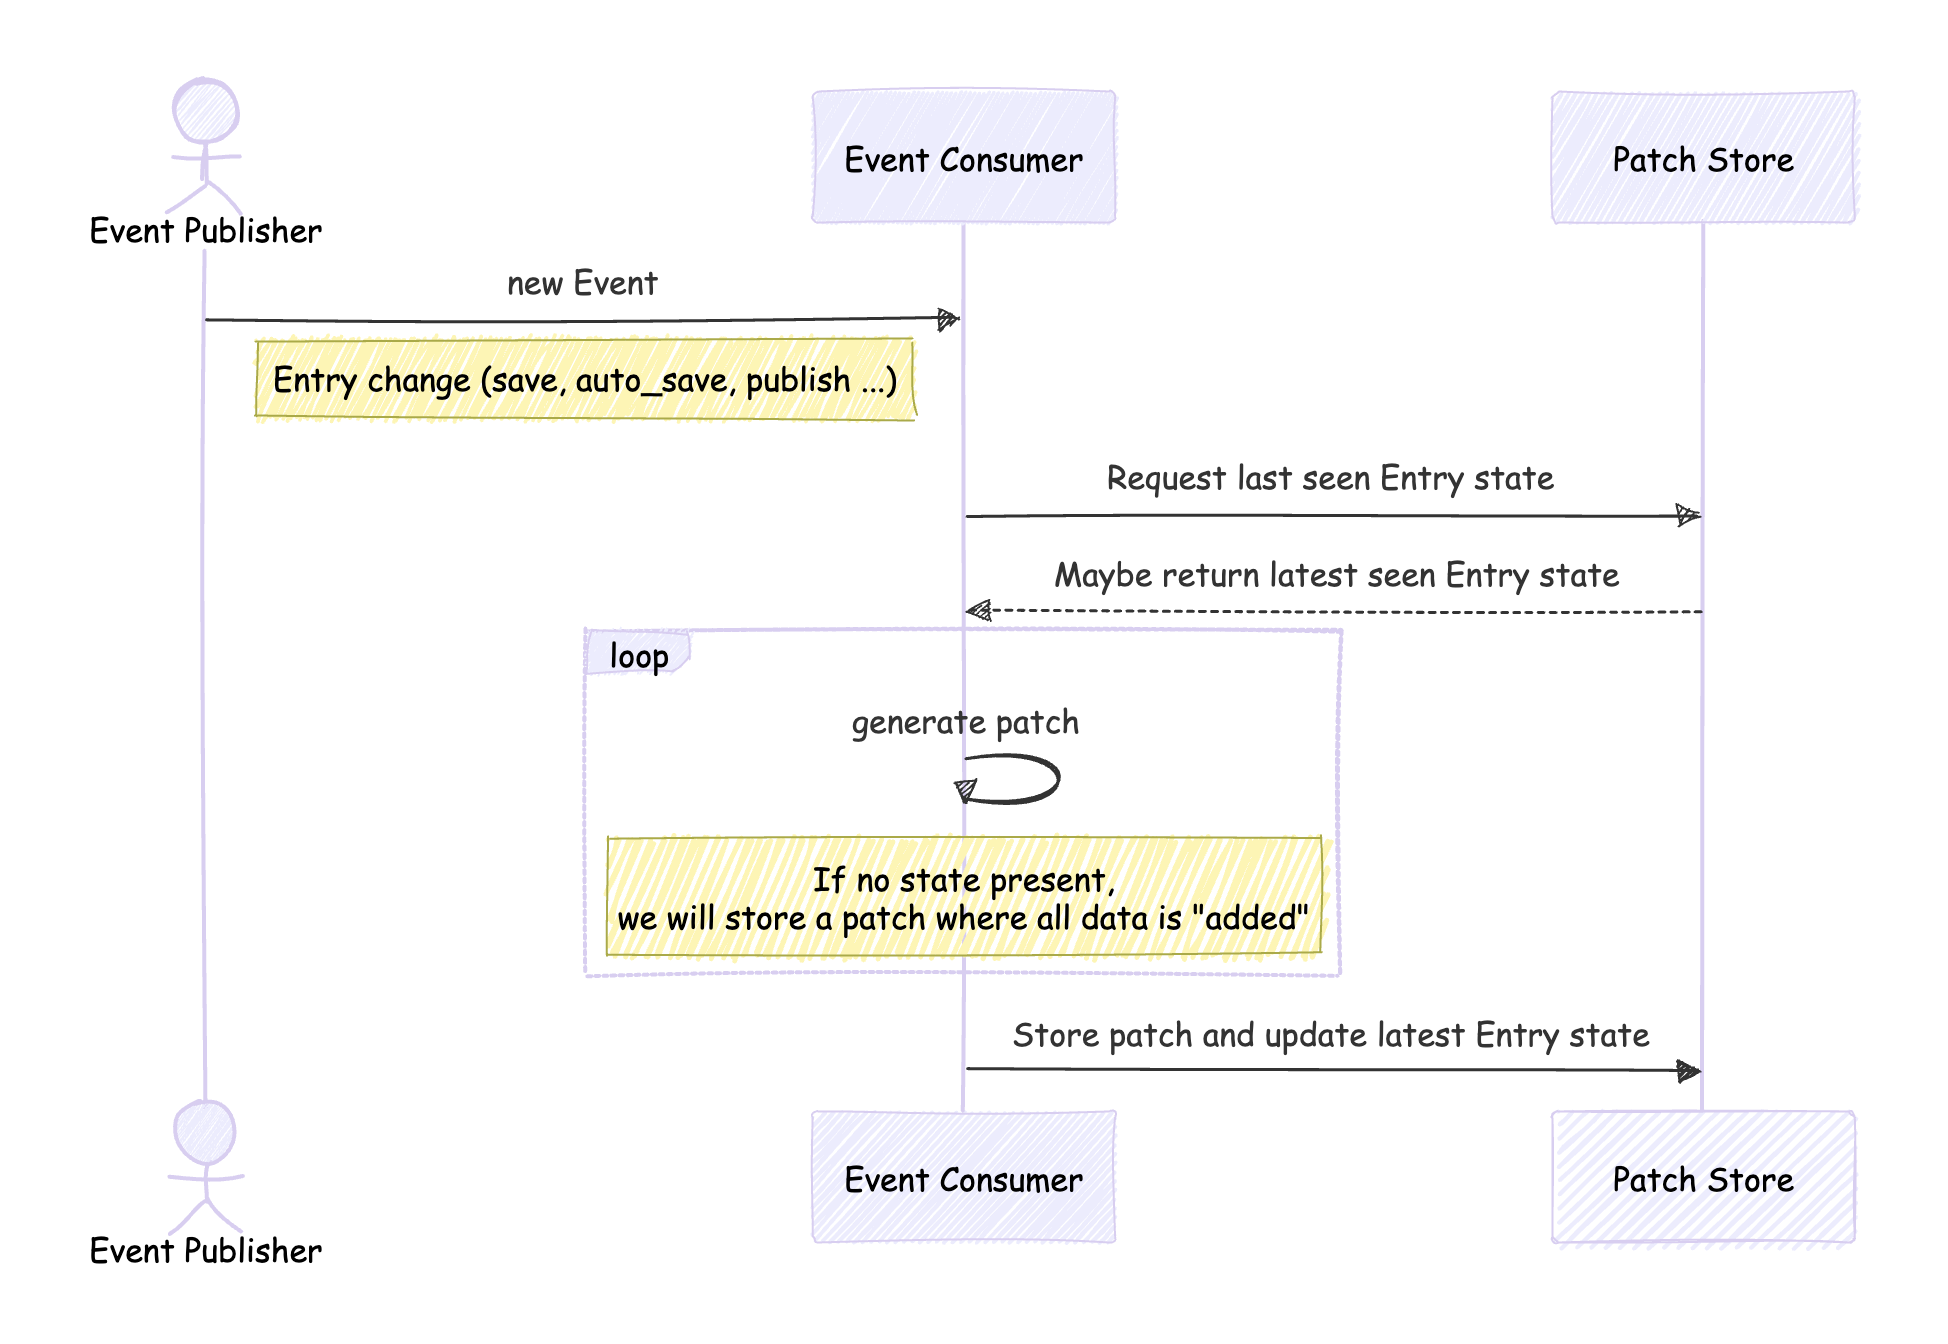 Event Consumer
Patch Store
Event Publisher
new Event
Entry change (save, auto_save, publish ...)
Request last seen Entry state
Maybe return latest seen Entry state
loop
generate patch
If no state present,
we will store a patch where all data is "added"
Store patch and update latest Entry state
Event Consumer
Patch Store
Event Publisher